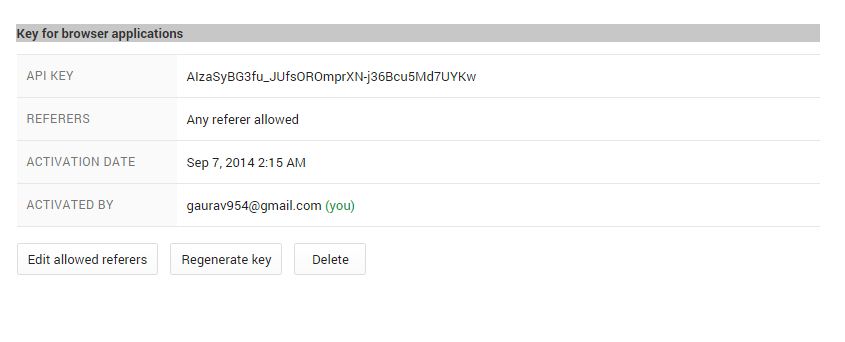 Key for browser applications
API KEY AIzaSyBG3fu_JUfsOROmprXN-j36Bcu5Md7UYKw
REFERERS Any referer allowed
ACTIVATION DATE Sep 7, 2014 2:15 AM
ACTIVATED BY gaurav954@gmail.com (you)
Edit allowed referers Regenerate key Delete